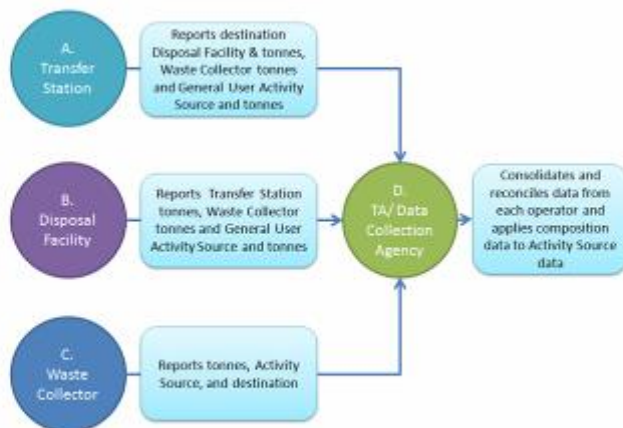 A.
Transfer
Station
Reports destination
Disposal Facility & tonnes,
Waste Collector tonnes
and General User Activity
Source and tonnes
B.
Disposal
Facility
Reports Transfer Station
tonnes, Waste Collector
tonnes and General User
Activity Source and tonnes
D.
TA/ Data
Collection
Agency
Consolidates and
reconciles data from
each operator and
applies composition
data to Activity Source
data
C.
Waste
Collector
Reports tonnes, Activity
Source, and destination